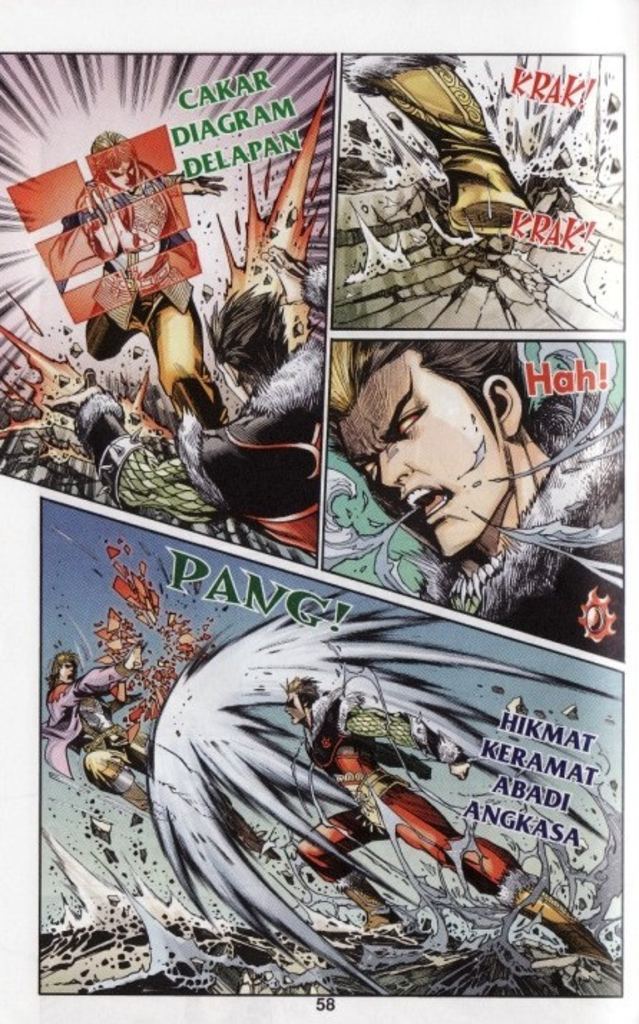 CAKAR
DIAGRAM
DELAPAN
KRAK!
KRAK!
Hah!
PANG!
HIKMAT
KERAMAT
ABADI
ANGKASA
58